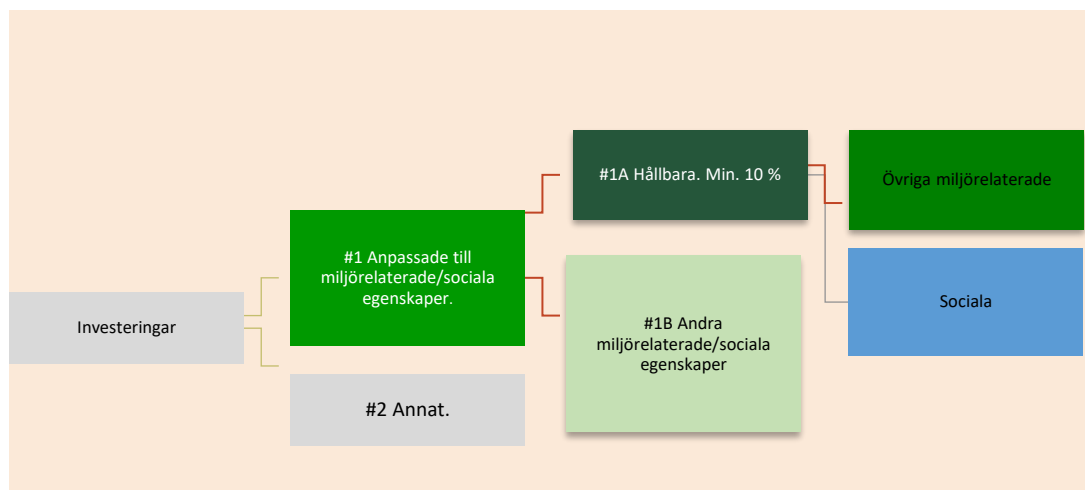 Investeringar
#1 Anpassade till
miljörelaterade/sociala
egenskaper.
#2 Annat.
#1A Hållbara. Min. 10 %
#1B Andra
miljörelaterade/sociala
egenskaper
Övriga miljörelaterade
Sociala